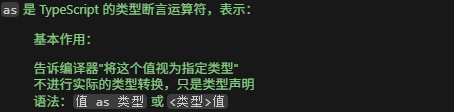 as 是 TypeScript 的类型断言运算符，表示：
基本作用：
告诉编译器"将这个值视为指定类型"
不进行实际的类型转换，只是类型声明
语法：值 as 类型 或 <类型>值